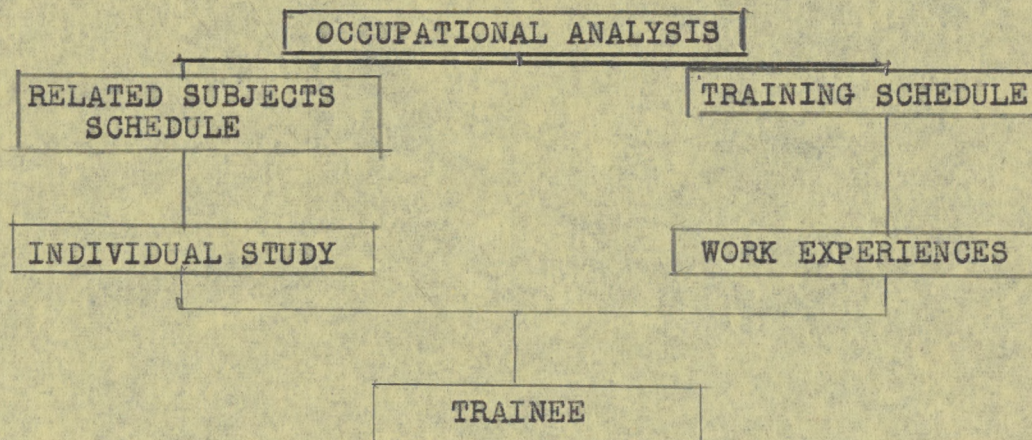 OCCUPATIONAL ANALYSIS
RELATED SUBJECTS
SCHEDULE
TRAINING SCHEDULE
INDIVIDUAL STUDY
WORK EXPERIENCES
TRAINEE